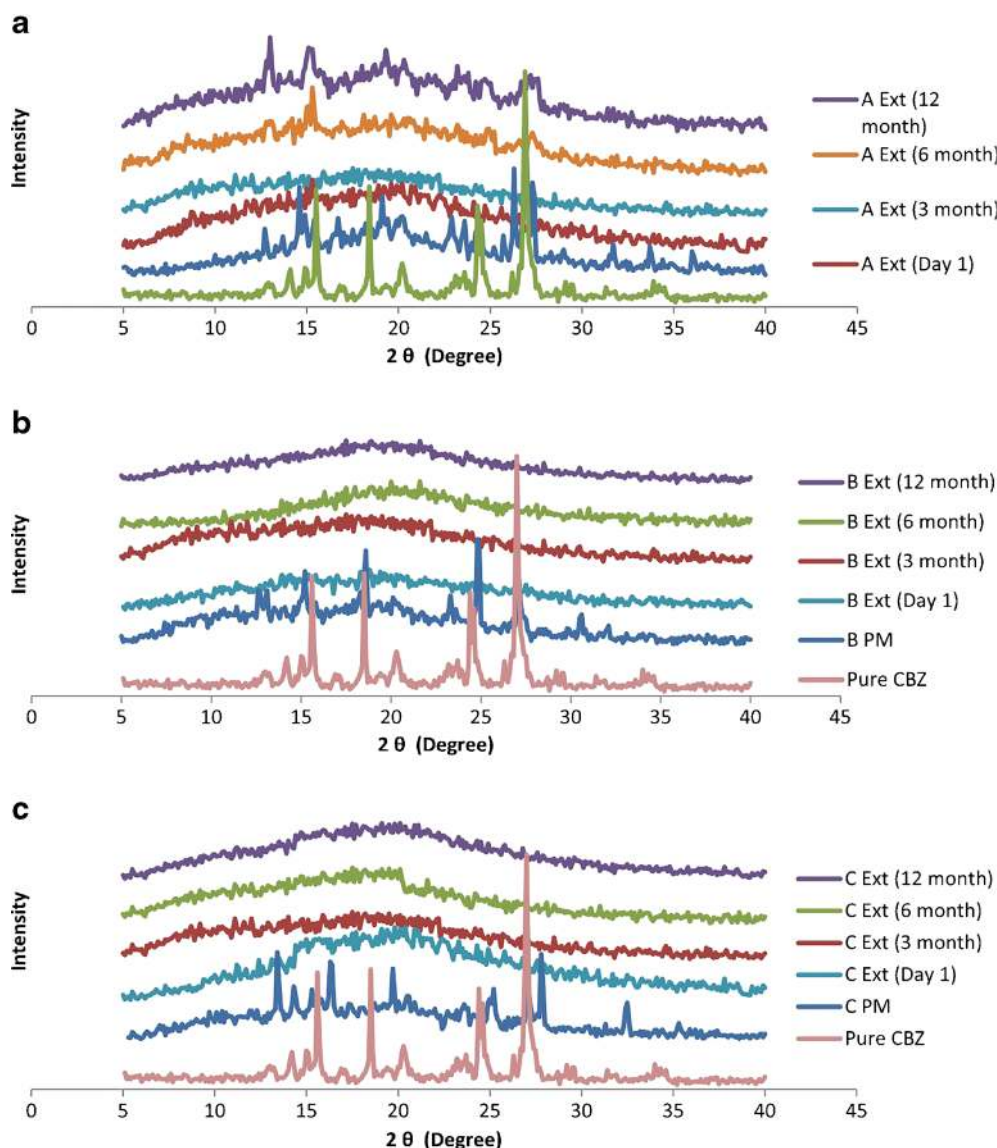 a
Intensity
A Ext (12
month)
A Ext (6 month)
A Ext (3 month)
A Ext (Day 1)
0 5 10 15 20 25 30 35 40 45
2 θ (Degree)
b
Intensity
B Ext (12 month)
B Ext (6 month)
B Ext (3 month)
B Ext (Day 1)
B PM
Pure CBZ
0 5 10 15 20 25 30 35 40 45
2 θ (Degree)
c
Intensity
C Ext (12 month)
C Ext (6 month)
C Ext (3 month)
C Ext (Day 1)
C PM
Pure CBZ
0 5 10 15 20 25 30 35 40 45
2 θ (Degree)